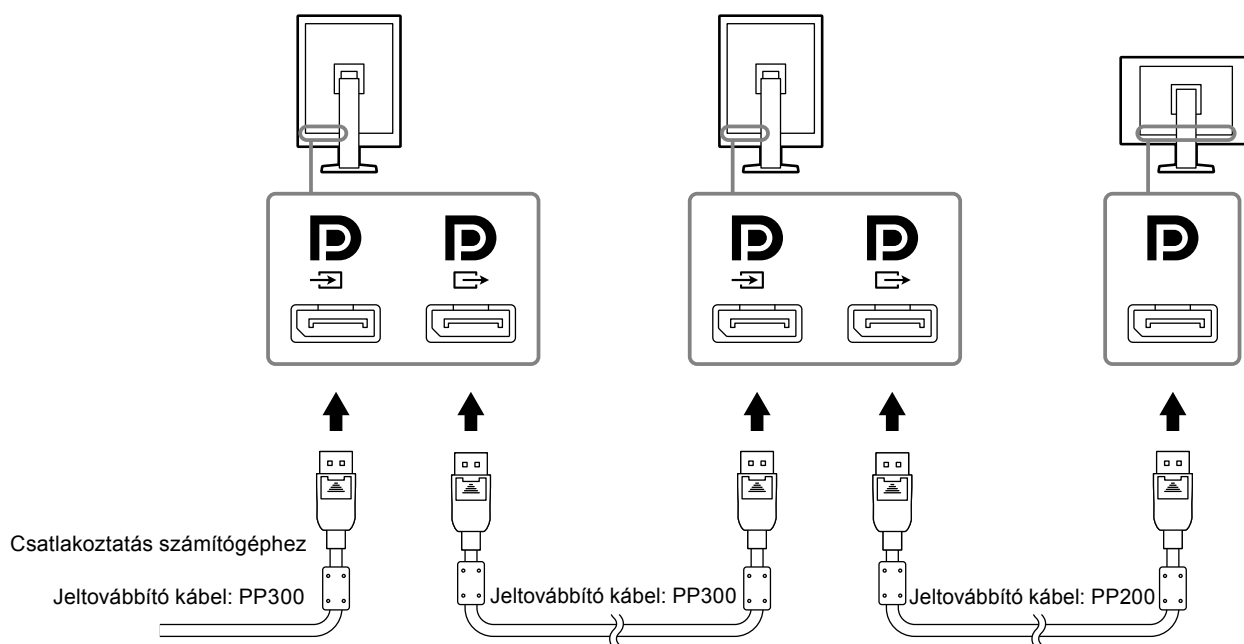 Csatlakoztatás számítógéphez
Jeltovábbító kábel: PP300
Jeltovábbító kábel: PP300
Jeltovábbító kábel: PP200